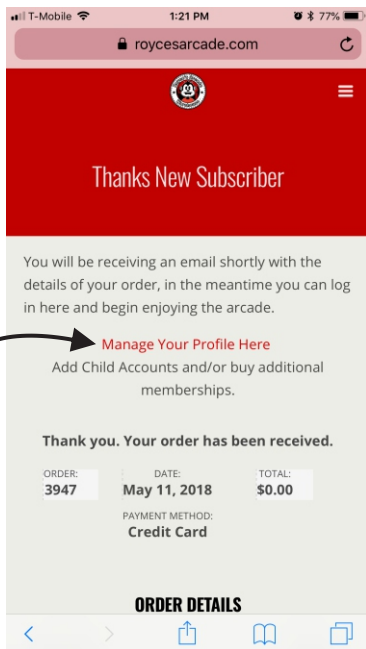 T-Mobile 1:21 PM 77%
roycesarcade.com
Thanks New Subscriber
You will be receiving an email shortly with the
details of your order, in the meantime you can log
in here and begin enjoying the arcade.
Manage Your Profile Here
Add Child Accounts and/or buy additional
memberships.
Thank you. Your order has been received.
ORDER: DATE: TOTAL:
3947 May 11, 2018 $0.00
PAYMENT METHOD:
Credit Card
ORDER DETAILS